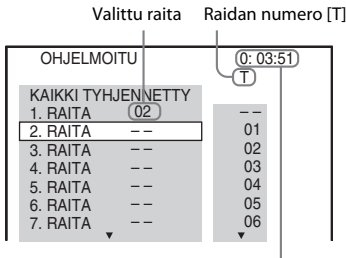 Valittu raita Raidan numero [T]
OHJELMOITU 0: 03:51
T
KAIKKI TYHJENNETTY
1. RAITA 02 – –
2. RAITA – – 01
3. RAITA – – 02
4. RAITA – – 03
5. RAITA – – 04
6. RAITA – – 05
7. RAITA – – 06